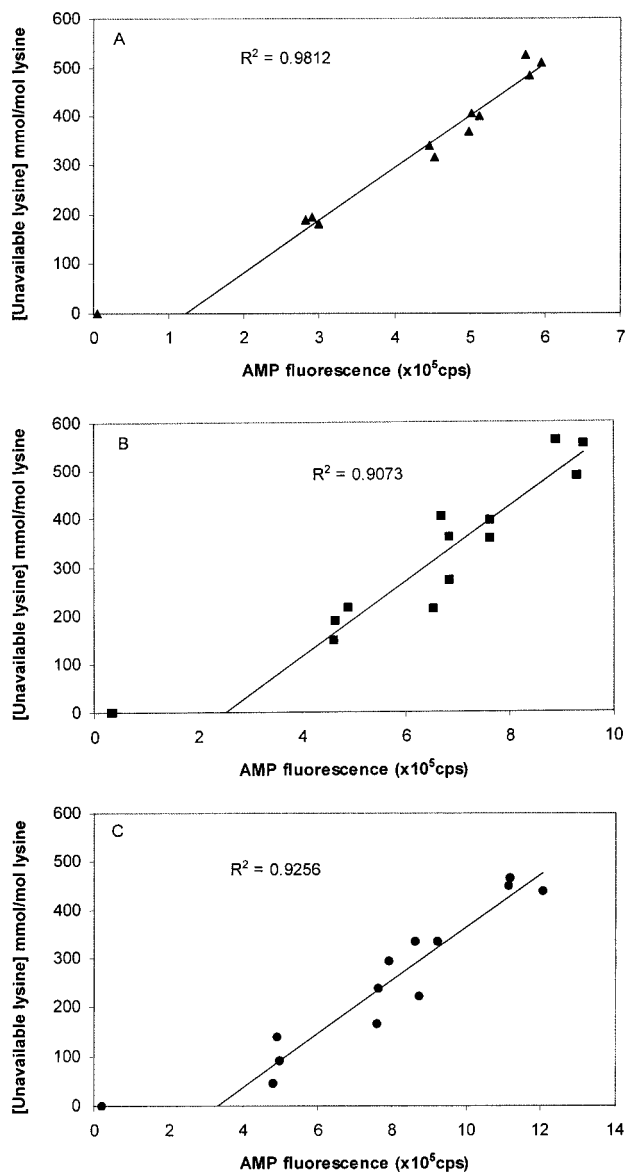 A
R² = 0.9812
600
500
400
300
200
100
0
[Unavailable lysine] mmol/mol lysine
0 1 2 3 4 5 6 7
AMP fluorescence (x10⁵cps)
B
R² = 0.9073
600
500
400
300
200
100
0
[Unavailable lysine] mmol/mol lysine
0 2 4 6 8 10
AMP fluorescence (x10⁵cps)
C
R² = 0.9256
600
500
400
300
200
100
0
[Unavailable lysine] mmol/mol lysine
0 2 4 6 8 10 12 14
AMP fluorescence (x10⁵cps)